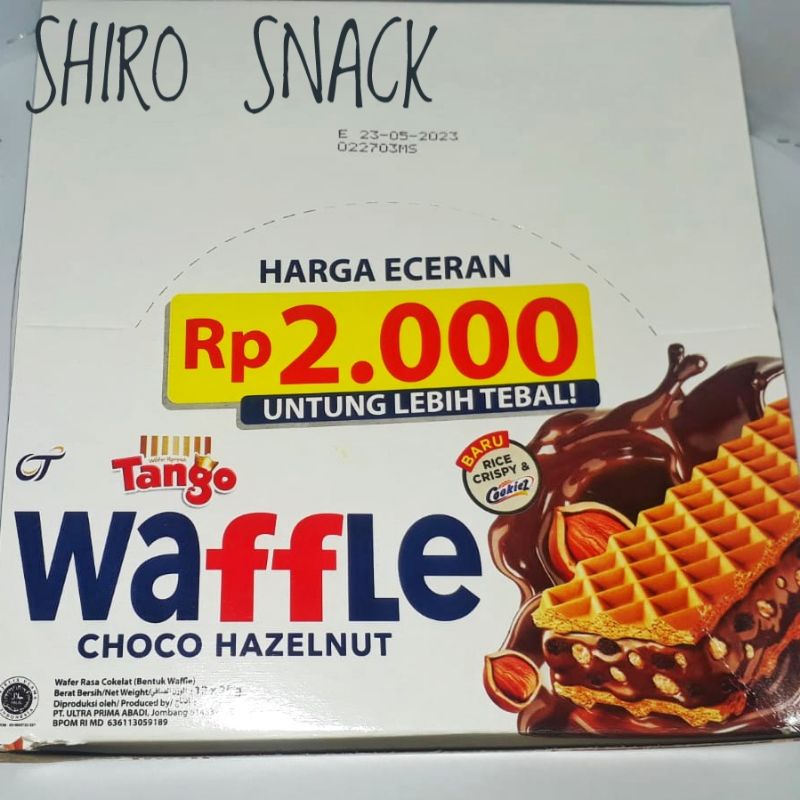 SHIRO SNACK
E 23-05-2023
022703MS
HARGA ECERAN
Rp2.000
UNTUNG LEBIH TEBAL!
OT
Tango
BARU
RICE
CRISPY &
Cookiez
Waffle
CHOCO HAZELNUT
Wafer Rasa Cokelat (Bentuk Waffle)
Berat Bersih/Net Weight/
Diproduksi oleh/ Produced by/
PT. ULTRA PRIMA ABADI, Jombang
BPOM RI MD 636113059189